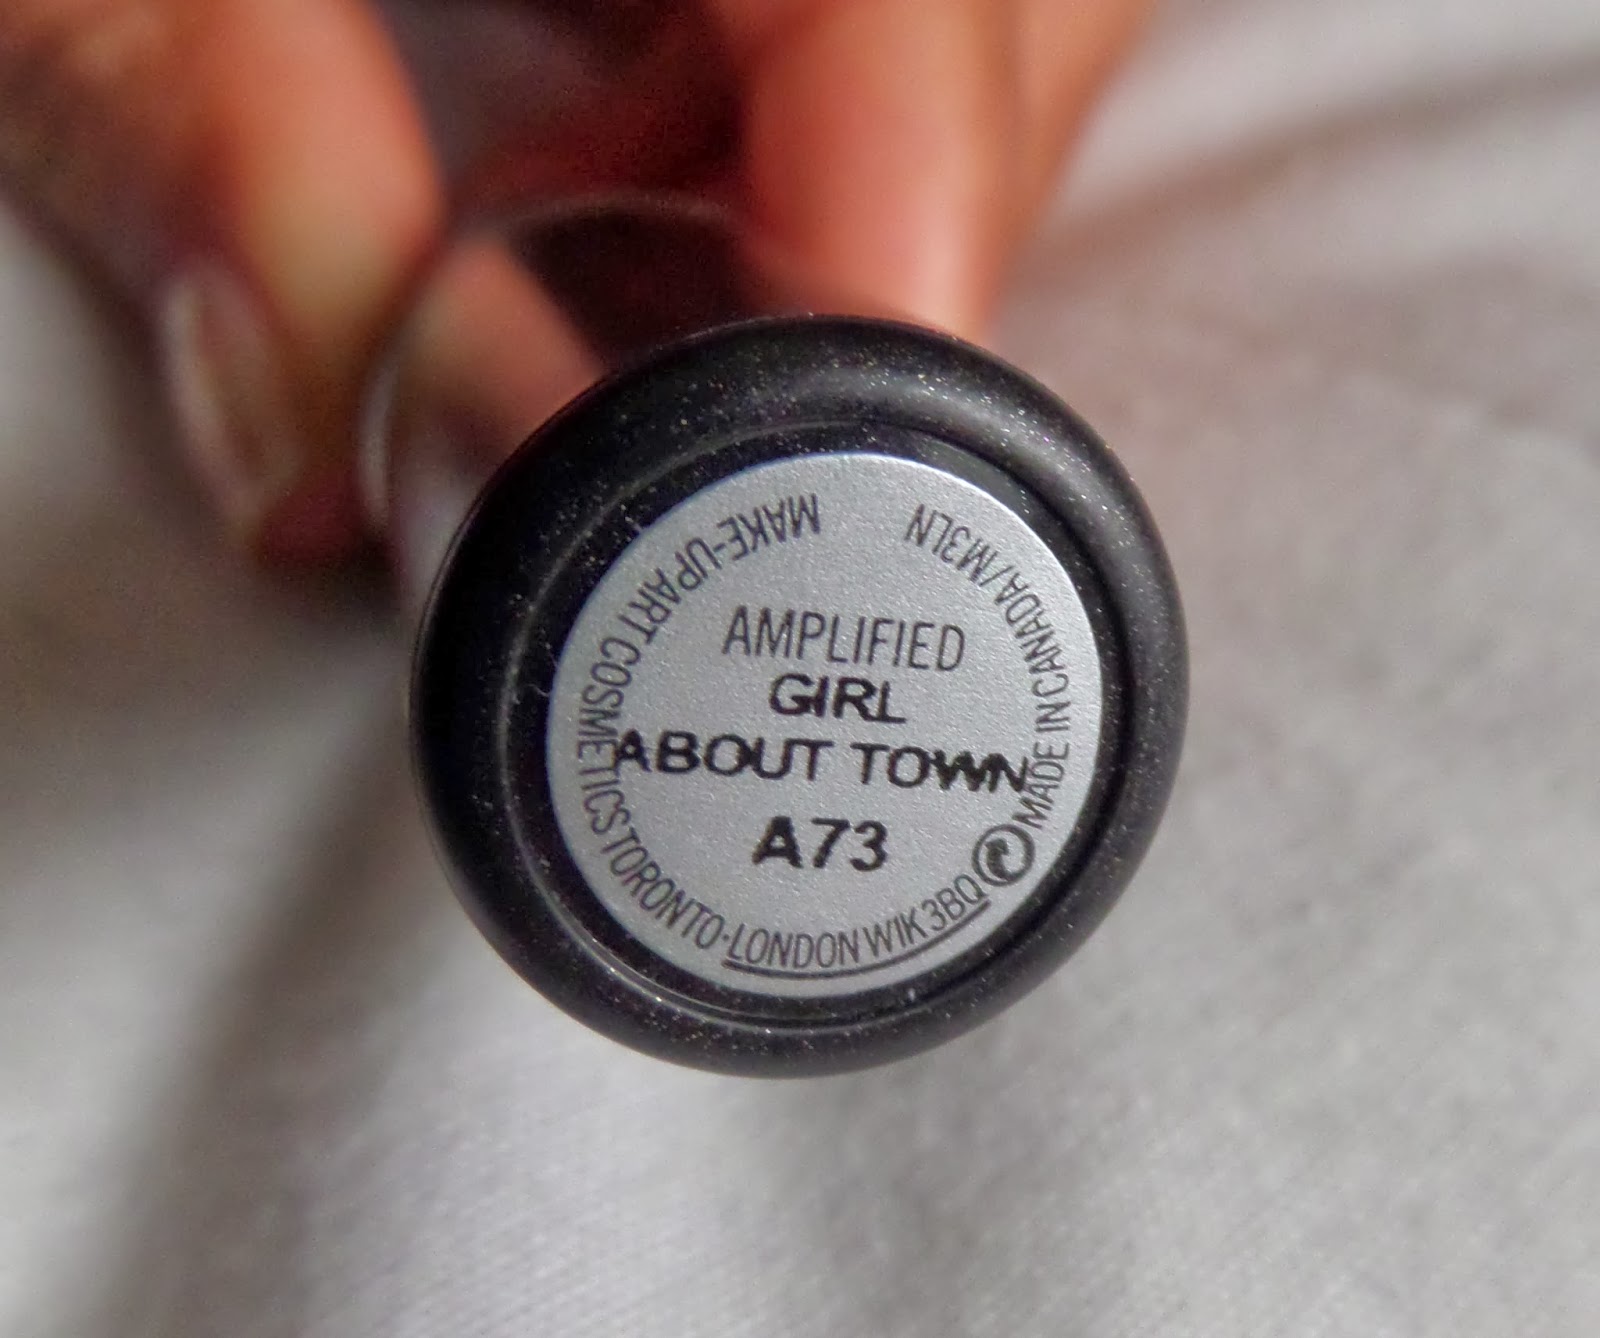 AMPLIFIED
GIRL
ABOUT TOWN
A73
MAKE-UP ART COSMETICS TORONTO·LONDON W1K 3BQ MADE IN CANADA/M3LN